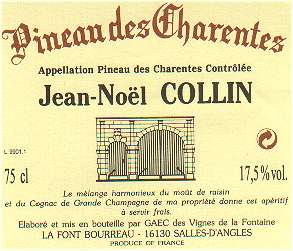 Pineau des Charentes
Appellation Pineau des Charentes Contrôlée
Jean-Noël COLLIN
L 9901.1
75 cl
17,5% vol.
Le mélange harmonieux du moût de raisin
et du Cognac de Grande Champagne de ma propriété donne cet apéritif
à servir frais.
Elaboré et mis en bouteille par GAEC des Vignes de la Fontaine
LA FONT BOURREAU - 16130 SALLES-D'ANGLES
PRODUCE OF FRANCE